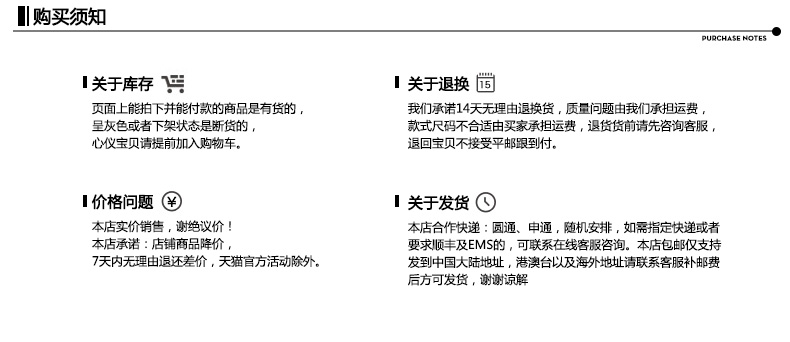 购买须知
PURCHASE NOTES
关于库存
页面上能拍下并能付款的商品是有货的，
呈灰色或者下架状态是断货的，
心仪宝贝请提前加入购物车。
关于退换
15
我们承诺14天无理由退换货，质量问题由我们承担运费，
款式尺码不合适由买家承担运费，退货货前请先咨询客服，
退回宝贝不接受平邮跟到付。
价格问题
¥
本店实价销售，谢绝议价！
本店承诺：店铺商品降价，
7天内无理由退还差价，天猫官方活动除外。
关于发货
本店合作快递：圆通、申通，随机安排，如需指定快递或者
要求顺丰及EMS的，可联系在线客服咨询。本店包邮仅支持
发到中国大陆地址，港澳台以及海外地址请联系客服补邮费
后方可发货，谢谢谅解